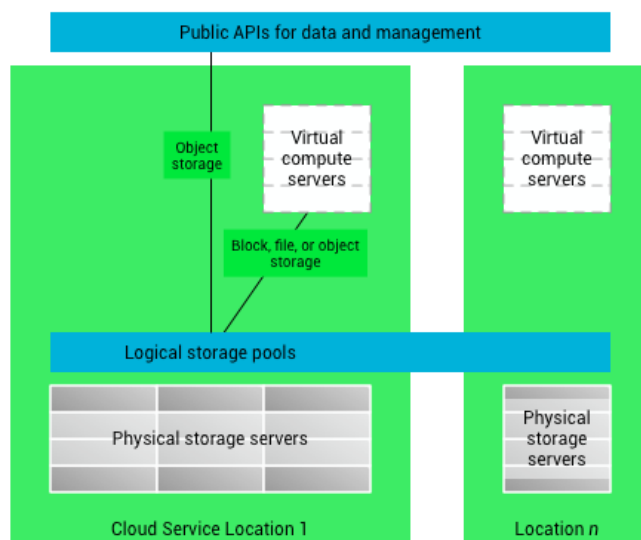 Public APIs for data and management
Object
storage
Virtual
compute
servers
Virtual
compute
servers
Block, file, or object
storage
Logical storage pools
Physical storage servers
Physical
storage
servers
Cloud Service Location 1
Location n